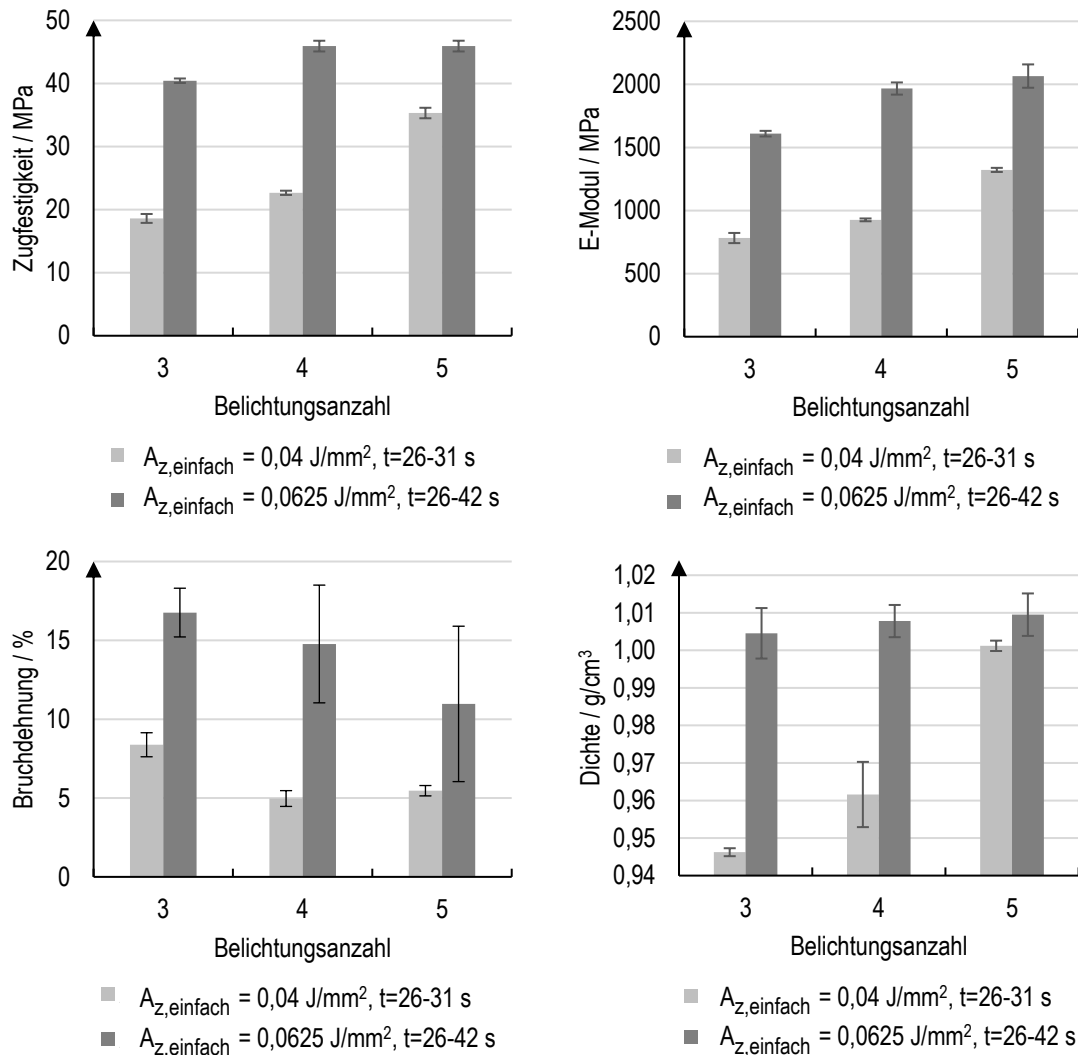 Zugfestigkeit / MPa
50
40
30
20
10
0
3 4 5
Belichtungsanzahl
A_z,einfach = 0,04 J/mm², t=26-31 s
A_z,einfach = 0,0625 J/mm², t=26-42 s
E-Modul / MPa
2500
2000
1500
1000
500
0
3 4 5
Belichtungsanzahl
A_z,einfach = 0,04 J/mm², t=26-31 s
A_z,einfach = 0,0625 J/mm², t=26-42 s
Bruchdehnung / %
20
15
10
5
0
3 4 5
Belichtungsanzahl
A_z,einfach = 0,04 J/mm², t=26-31 s
A_z,einfach = 0,0625 J/mm², t=26-42 s
Dichte / g/cm³
1,02
1,01
1,00
0,99
0,98
0,97
0,96
0,95
0,94
3 4 5
Belichtungsanzahl
A_z,einfach = 0,04 J/mm², t=26-31 s
A_z,einfach = 0,0625 J/mm², t=26-42 s